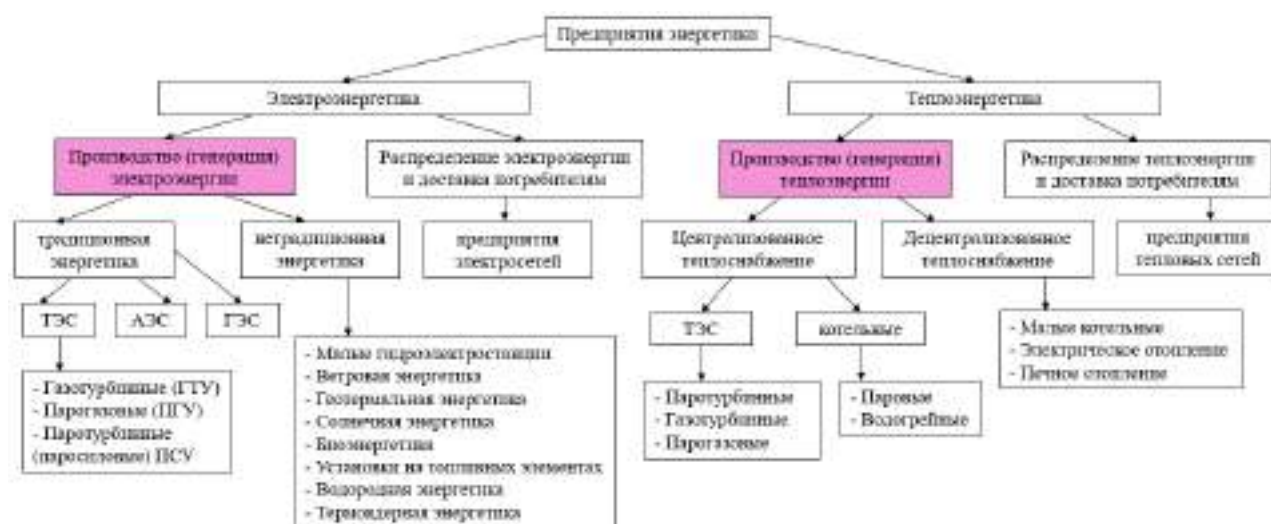 Предприятия энергетики
Электроэнергетика
Теплоэнергетика
Производство (генерация)
электроэнергии
Распределение электроэнергии
и доставка потребителям
Производство (генерация)
теплоэнергии
Распределение теплоэнергии
и доставка потребителям
традиционная
энергетика
нетрадиционная
энергетика
предприятия
электросетей
Централизованное
теплоснабжение
Децентрализованное
теплоснабжение
предприятия
тепловых сетей
ТЭС
АЭС
ГЭС
ТЭС
котельные
- Газотурбинные (ГТУ)
- Парогазовые (ПГУ)
- Паротурбинные
(паросиловые) ПСУ
- Малые гидроэлектростанции
- Ветровая энергетика
- Геотермальная энергетика
- Солнечная энергетика
- Биоэнергетика
- Установки на топливных элементах
- Водородная энергетика
- Термоядерная энергетика
- Паротурбинные
- Газотурбинные
- Парогазовые
- Паровые
- Водогрейные
- Малые котельные
- Электрическое отопление
- Печное отопление